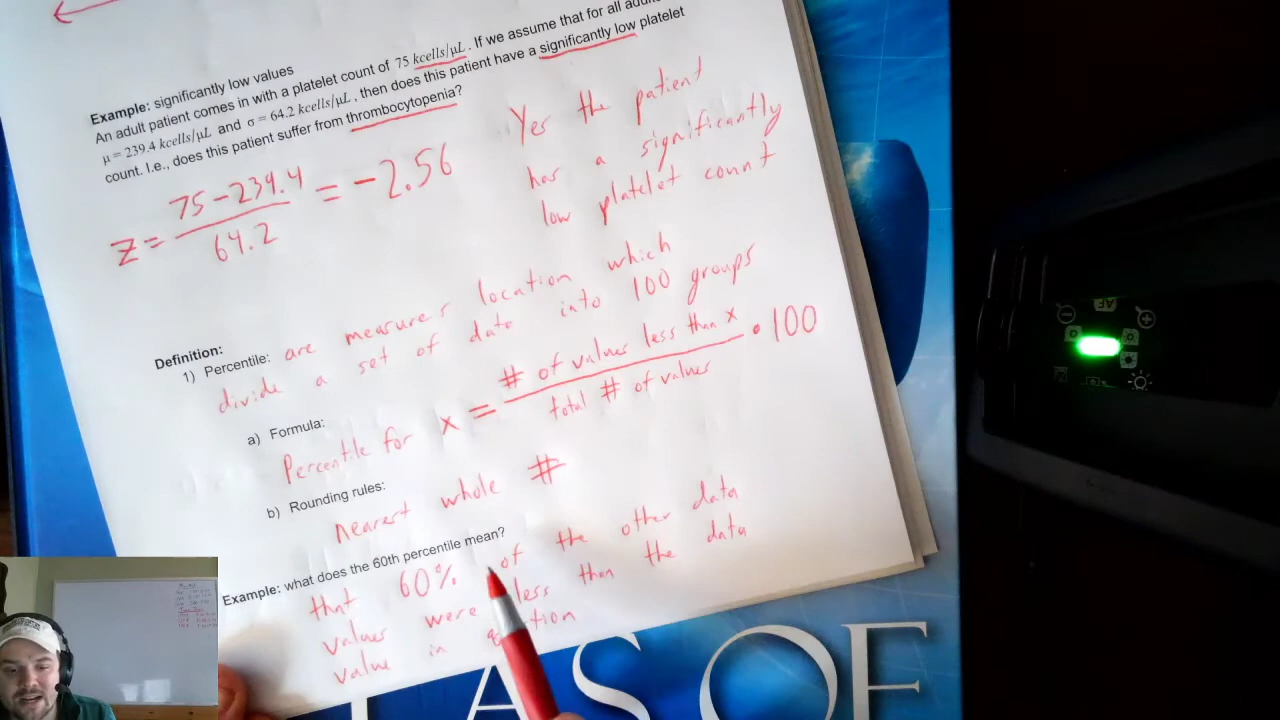 Example: significantly low values
An adult patient comes in with a platelet count of 75 kcells/μL. If we assume that for all
μ = 239.4 kcells/μL and σ = 64.2 kcells/μL, then does this patient have a significantly low platelet
count. I.e., does this patient suffer from thrombocytopenia?
z = (75 - 239.4)/64.2 = -2.56
Yes the patient
has a significantly
low platelet count
Definition:
1) Percentile: are measures location which
divide a set of data into 100 groups
a) Formula:
Percentile for x = (# of values less than x)/(total # of values) • 100
b) Rounding rules:
nearest whole #
Example: what does the 60th percentile mean?
that 60% of the other data
values were less than the data
value in
TLAS OF